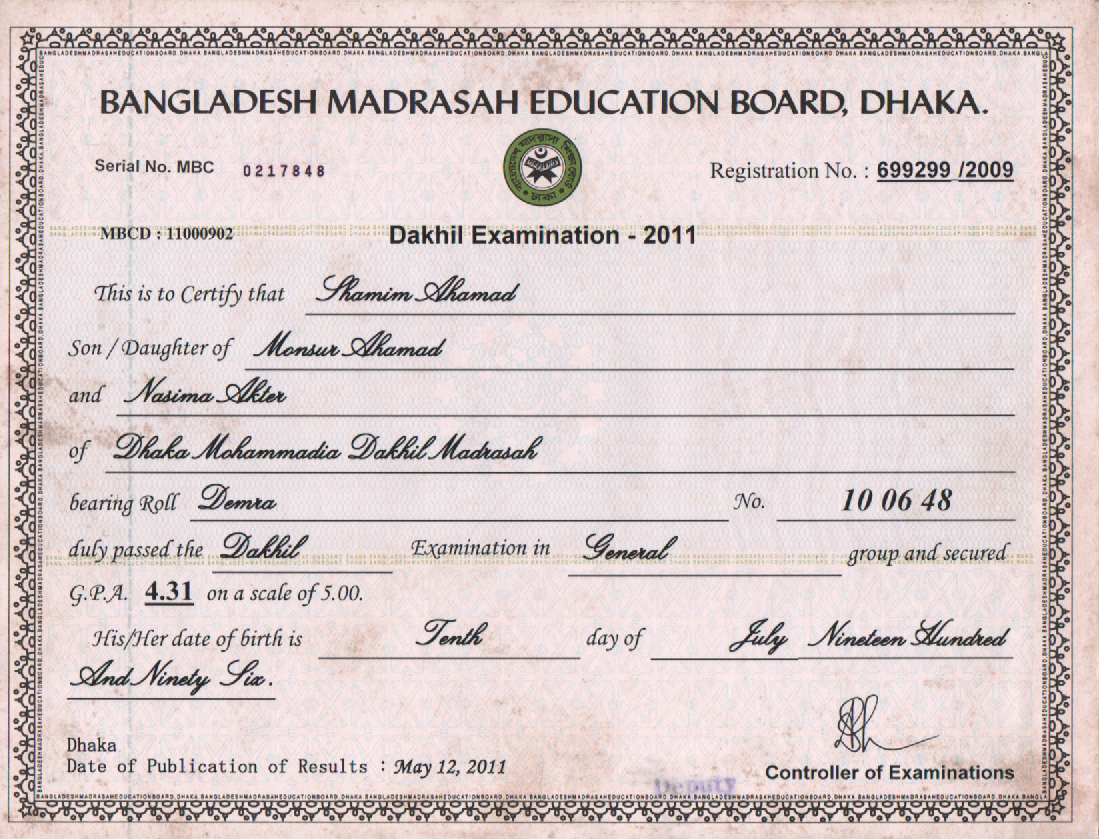 BANGLADESH MADRASAH EDUCATION BOARD, DHAKA.
Serial No. MBC 0217848
Registration No. : 699299 /2009
MBCD : 11000902
Dakhil Examination - 2011
This is to Certify that Shamim Ahamad
Son / Daughter of Monsur Ahamad
and Nasima Akter
of Dhaka Mohammadia Dakhil Madrasah
bearing Roll Demra No. 10 06 48
duly passed the Dakhil Examination in General group and secured
G.P.A. 4.31 on a scale of 5.00.
His/Her date of birth is Tenth day of July Nineteen Hundred
And Ninety Six.
Dhaka
Date of Publication of Results : May 12, 2011
Deputy
Controller of Examinations